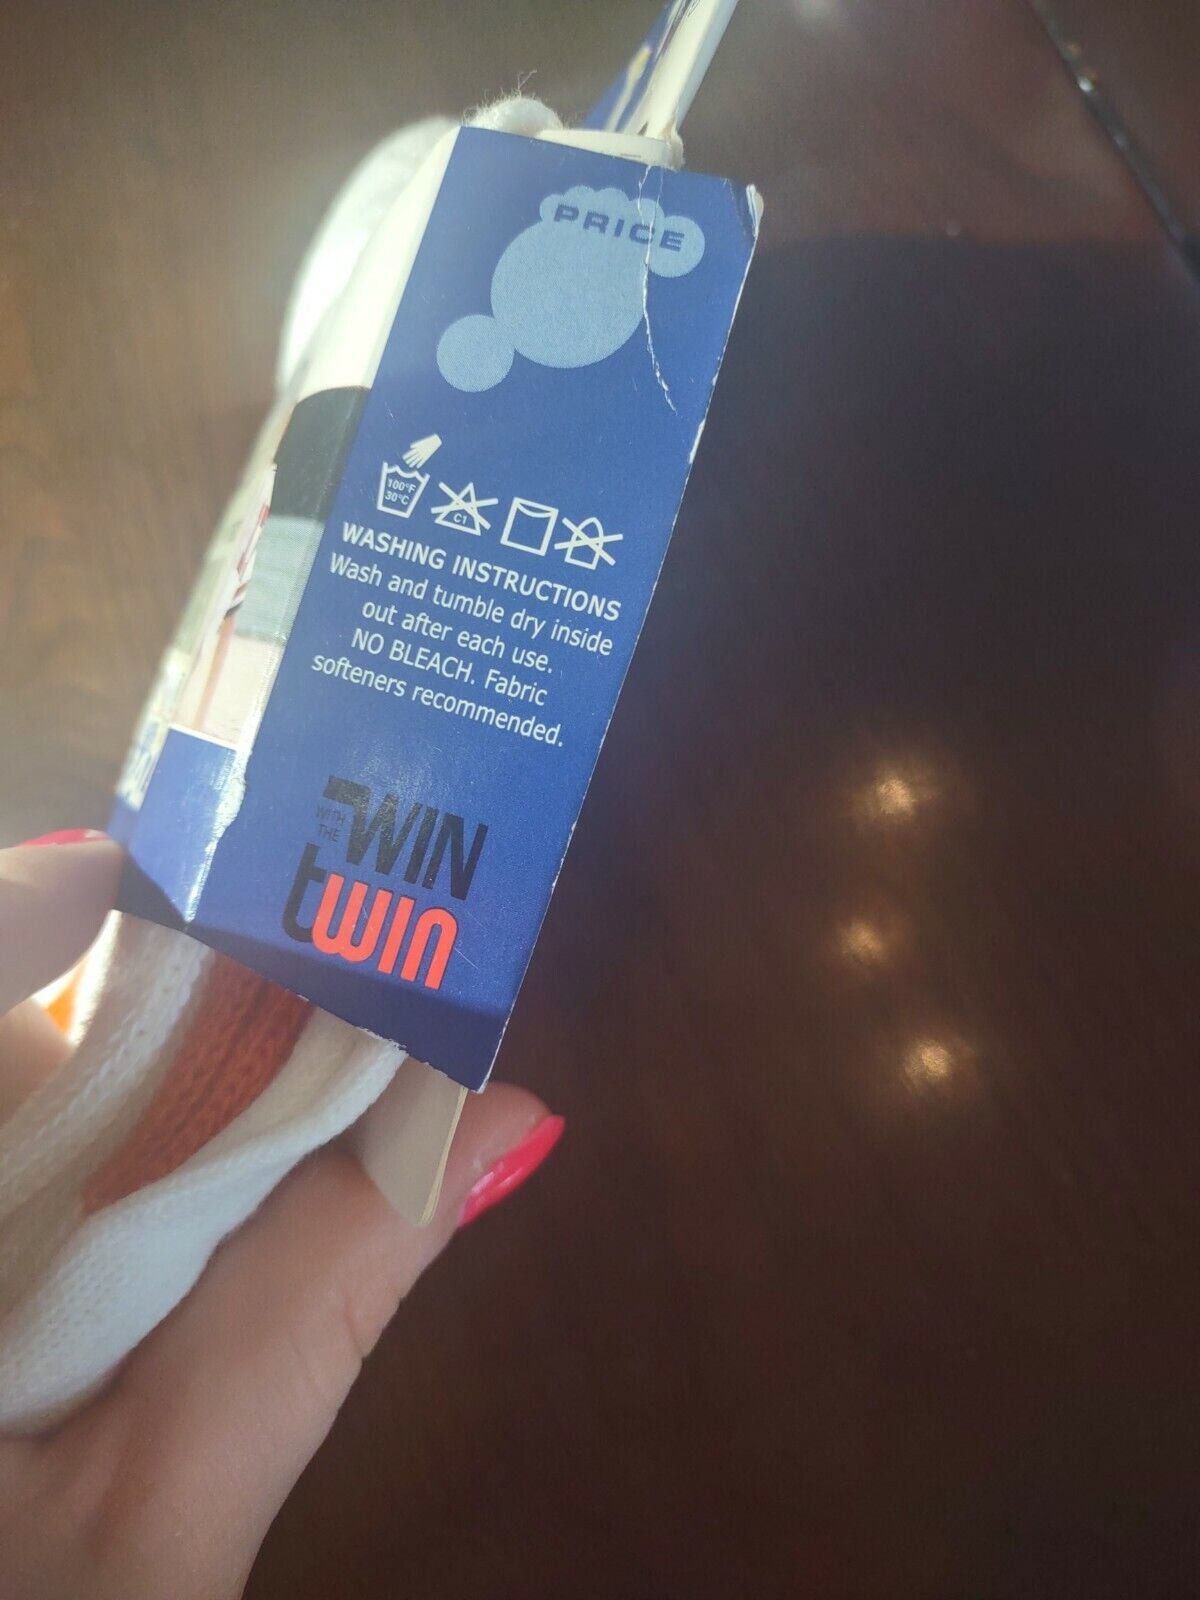 PRICE
100°F
30°C
C1
WASHING INSTRUCTIONS
Wash and tumble dry inside
out after each use.
NO BLEACH. Fabric
softeners recommended.
WIN
WITH
THE
twin